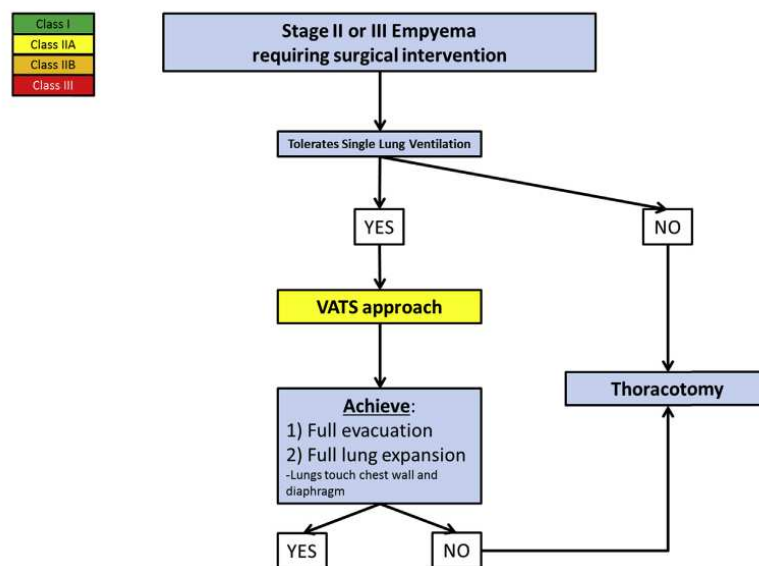 Class I
Class IIA
Class IIB
Class III
Stage II or III Empyema
requiring surgical intervention
Tolerates Single Lung Ventilation
YES
NO
VATS approach
Thoracotomy
Achieve:
1) Full evacuation
2) Full lung expansion
-Lungs touch chest wall and
diaphragm
YES
NO